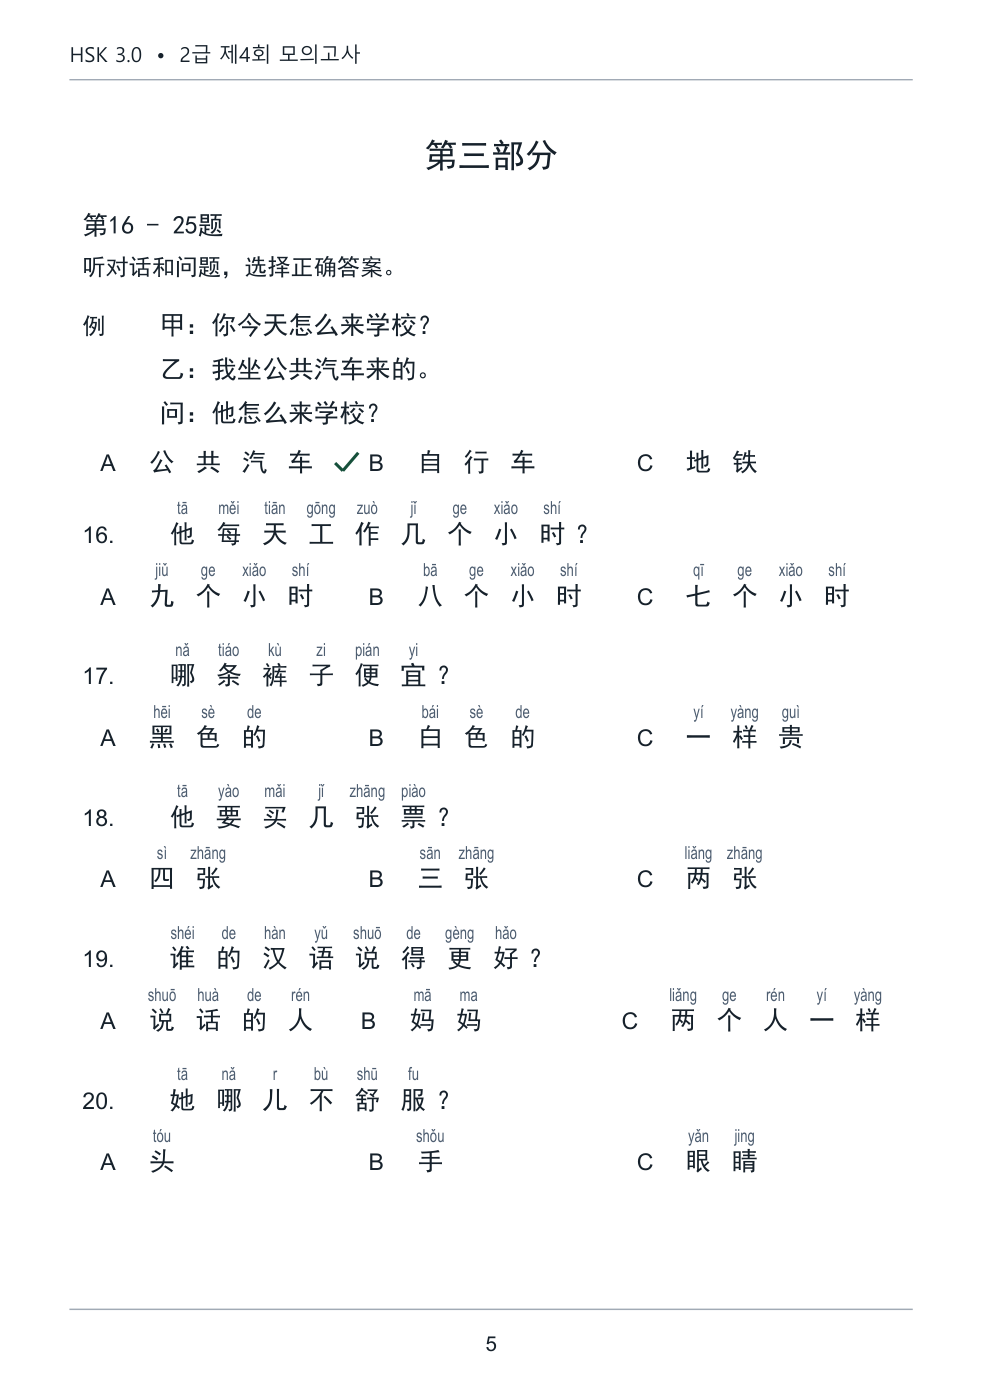 HSK 3.0 • 2급 제4회 모의고사
第三部分
第16 - 25题
听对话和问题，选择正确答案。
例 甲：你今天怎么来学校？
乙：我坐公共汽车来的。
问：他怎么来学校？
A 公共汽车 ✓ B 自行车 C 地铁
tā měi tiān gōng zuò jǐ ge xiǎo shí
16. 他每天工作几个小时？
jiǔ ge xiǎo shí bā ge xiǎo shí qī ge xiǎo shí
A 九个小时 B 八个小时 C 七个小时
nǎ tiáo kù zi pián yi
17. 哪条裤子便宜？
hēi sè de bái sè de yí yàng guì
A 黑色的 B 白色的 C 一样贵
tā yào mǎi jǐ zhāng piào
18. 他要买几张票？
sì zhāng sān zhāng liǎng zhāng
A 四张 B 三张 C 两张
shéi de hàn yǔ shuō de gèng hǎo
19. 谁的汉语说得更好？
shuō huà de rén mā ma liǎng ge rén yí yàng
A 说话的人 B 妈妈 C 两个人一样
tā nǎ r bù shū fu
20. 她哪儿不舒服？
tóu shǒu yǎn jing
A 头 B 手 C 眼睛
5